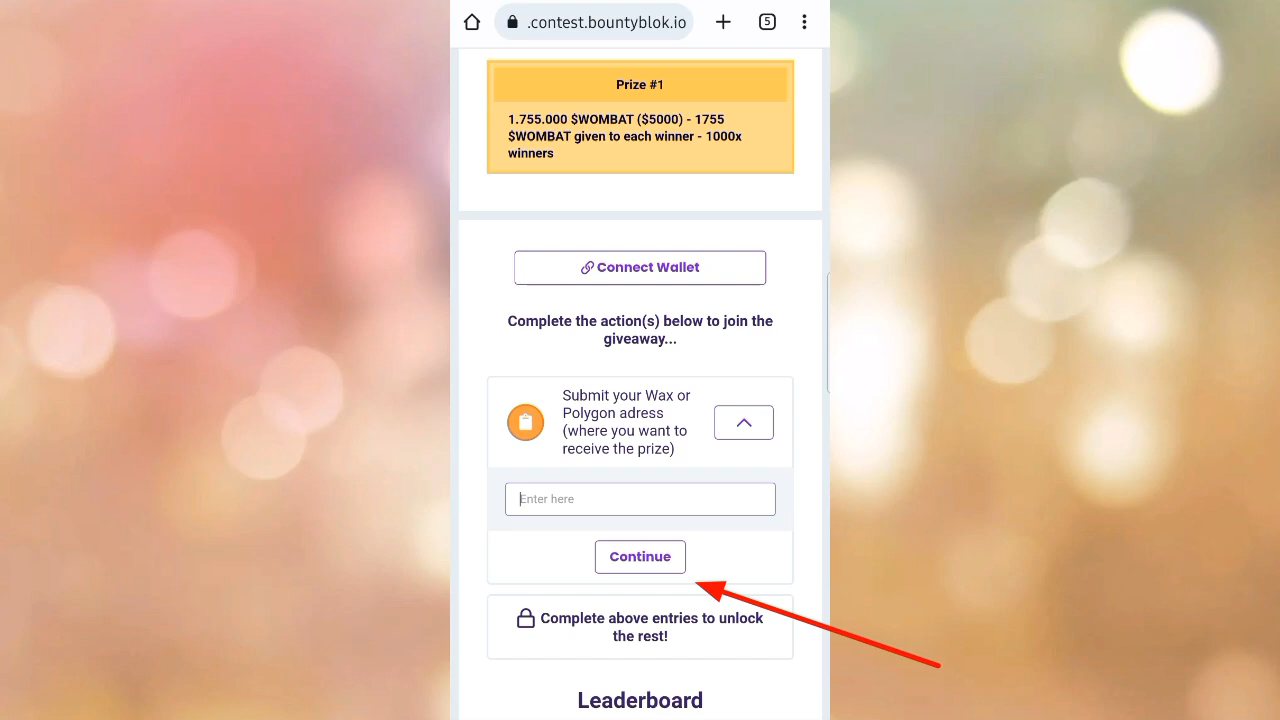 .contest.bountyblok.io
5
Prize #1
1.755.000 $WOMBAT ($5000) - 1755
$WOMBAT given to each winner - 1000x
winners
Connect Wallet
Complete the action(s) below to join the
giveaway...
Submit your Wax or
Polygon adress
(where you want to
receive the prize)
Enter here
Continue
Complete above entries to unlock
the rest!
Leaderboard